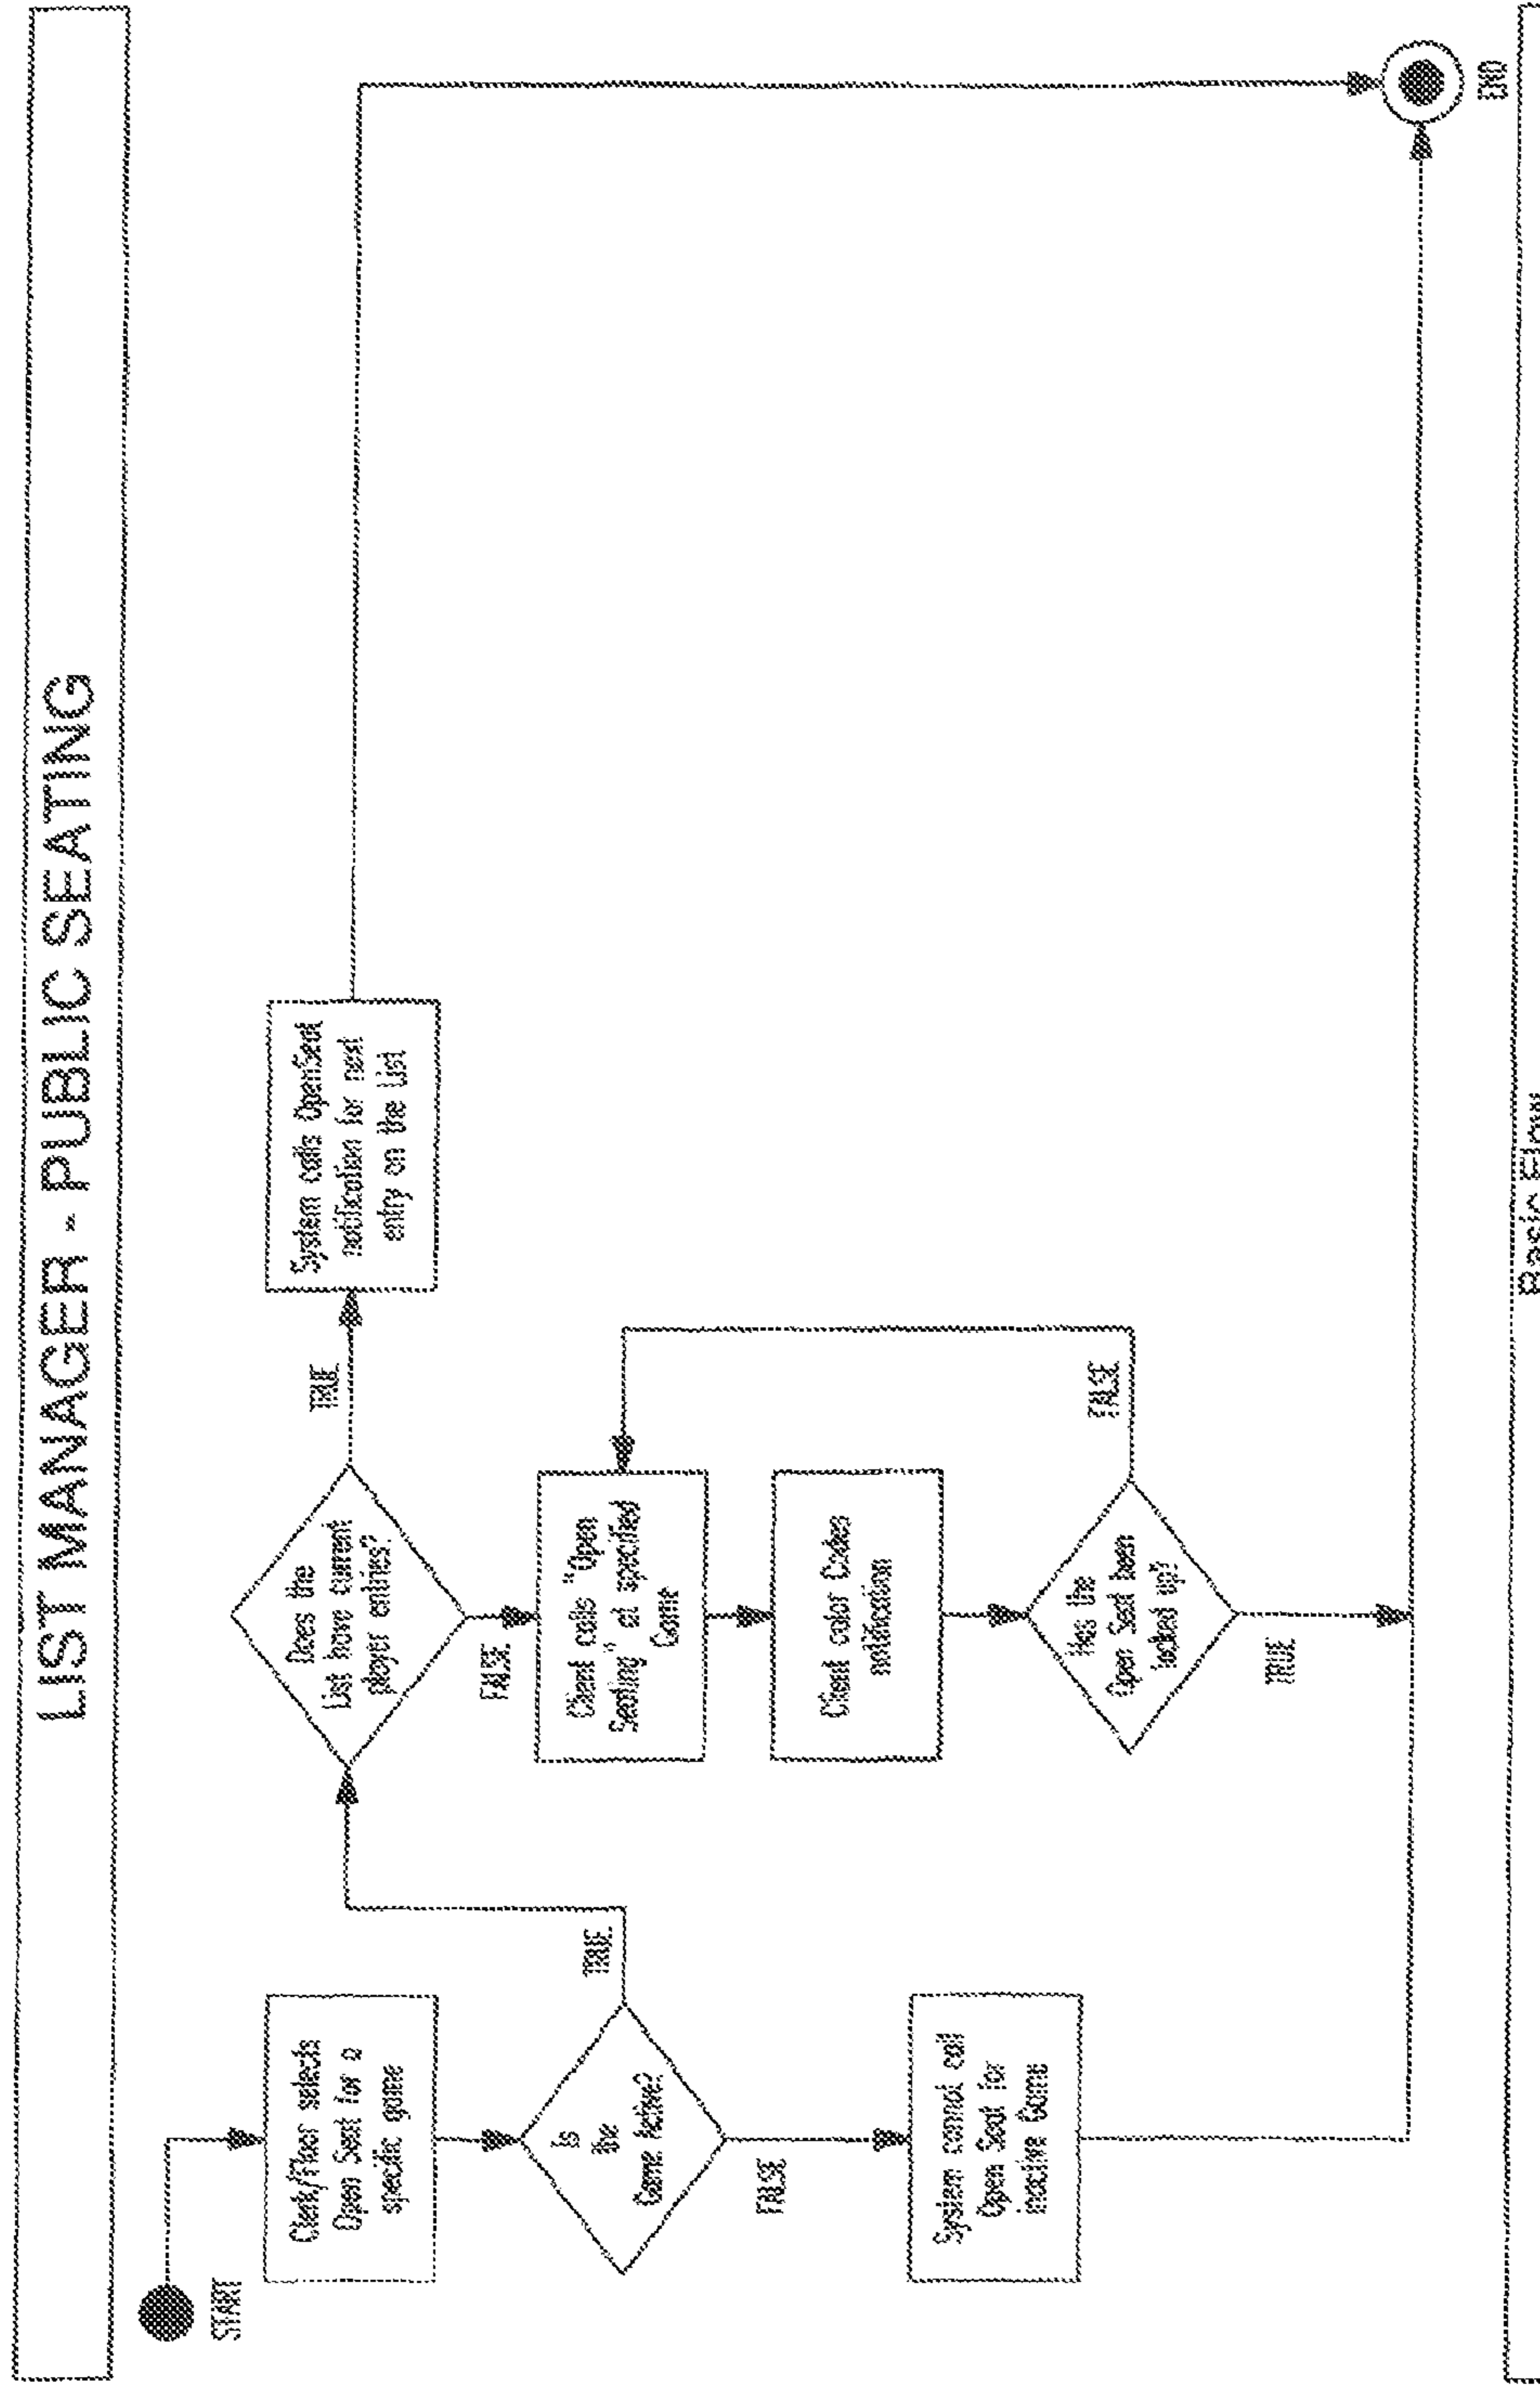 LIST MANAGER - PUBLIC SEATING
START
Clerk/Floor selects
Open Seat for a
specific game
Is
the
Game Active?
TRUE
FALSE
System cannot call
Open Seat for
inactive Game
Does the
List have current
player entries?
TRUE
FALSE
System calls OpenSeat
notification for next
entry on the List
Client calls "Open
Seating" at specified
Game
Client color Codes
notification
Has the
Open Seat been
locked up?
FALSE
TRUE
END
Basic Flow